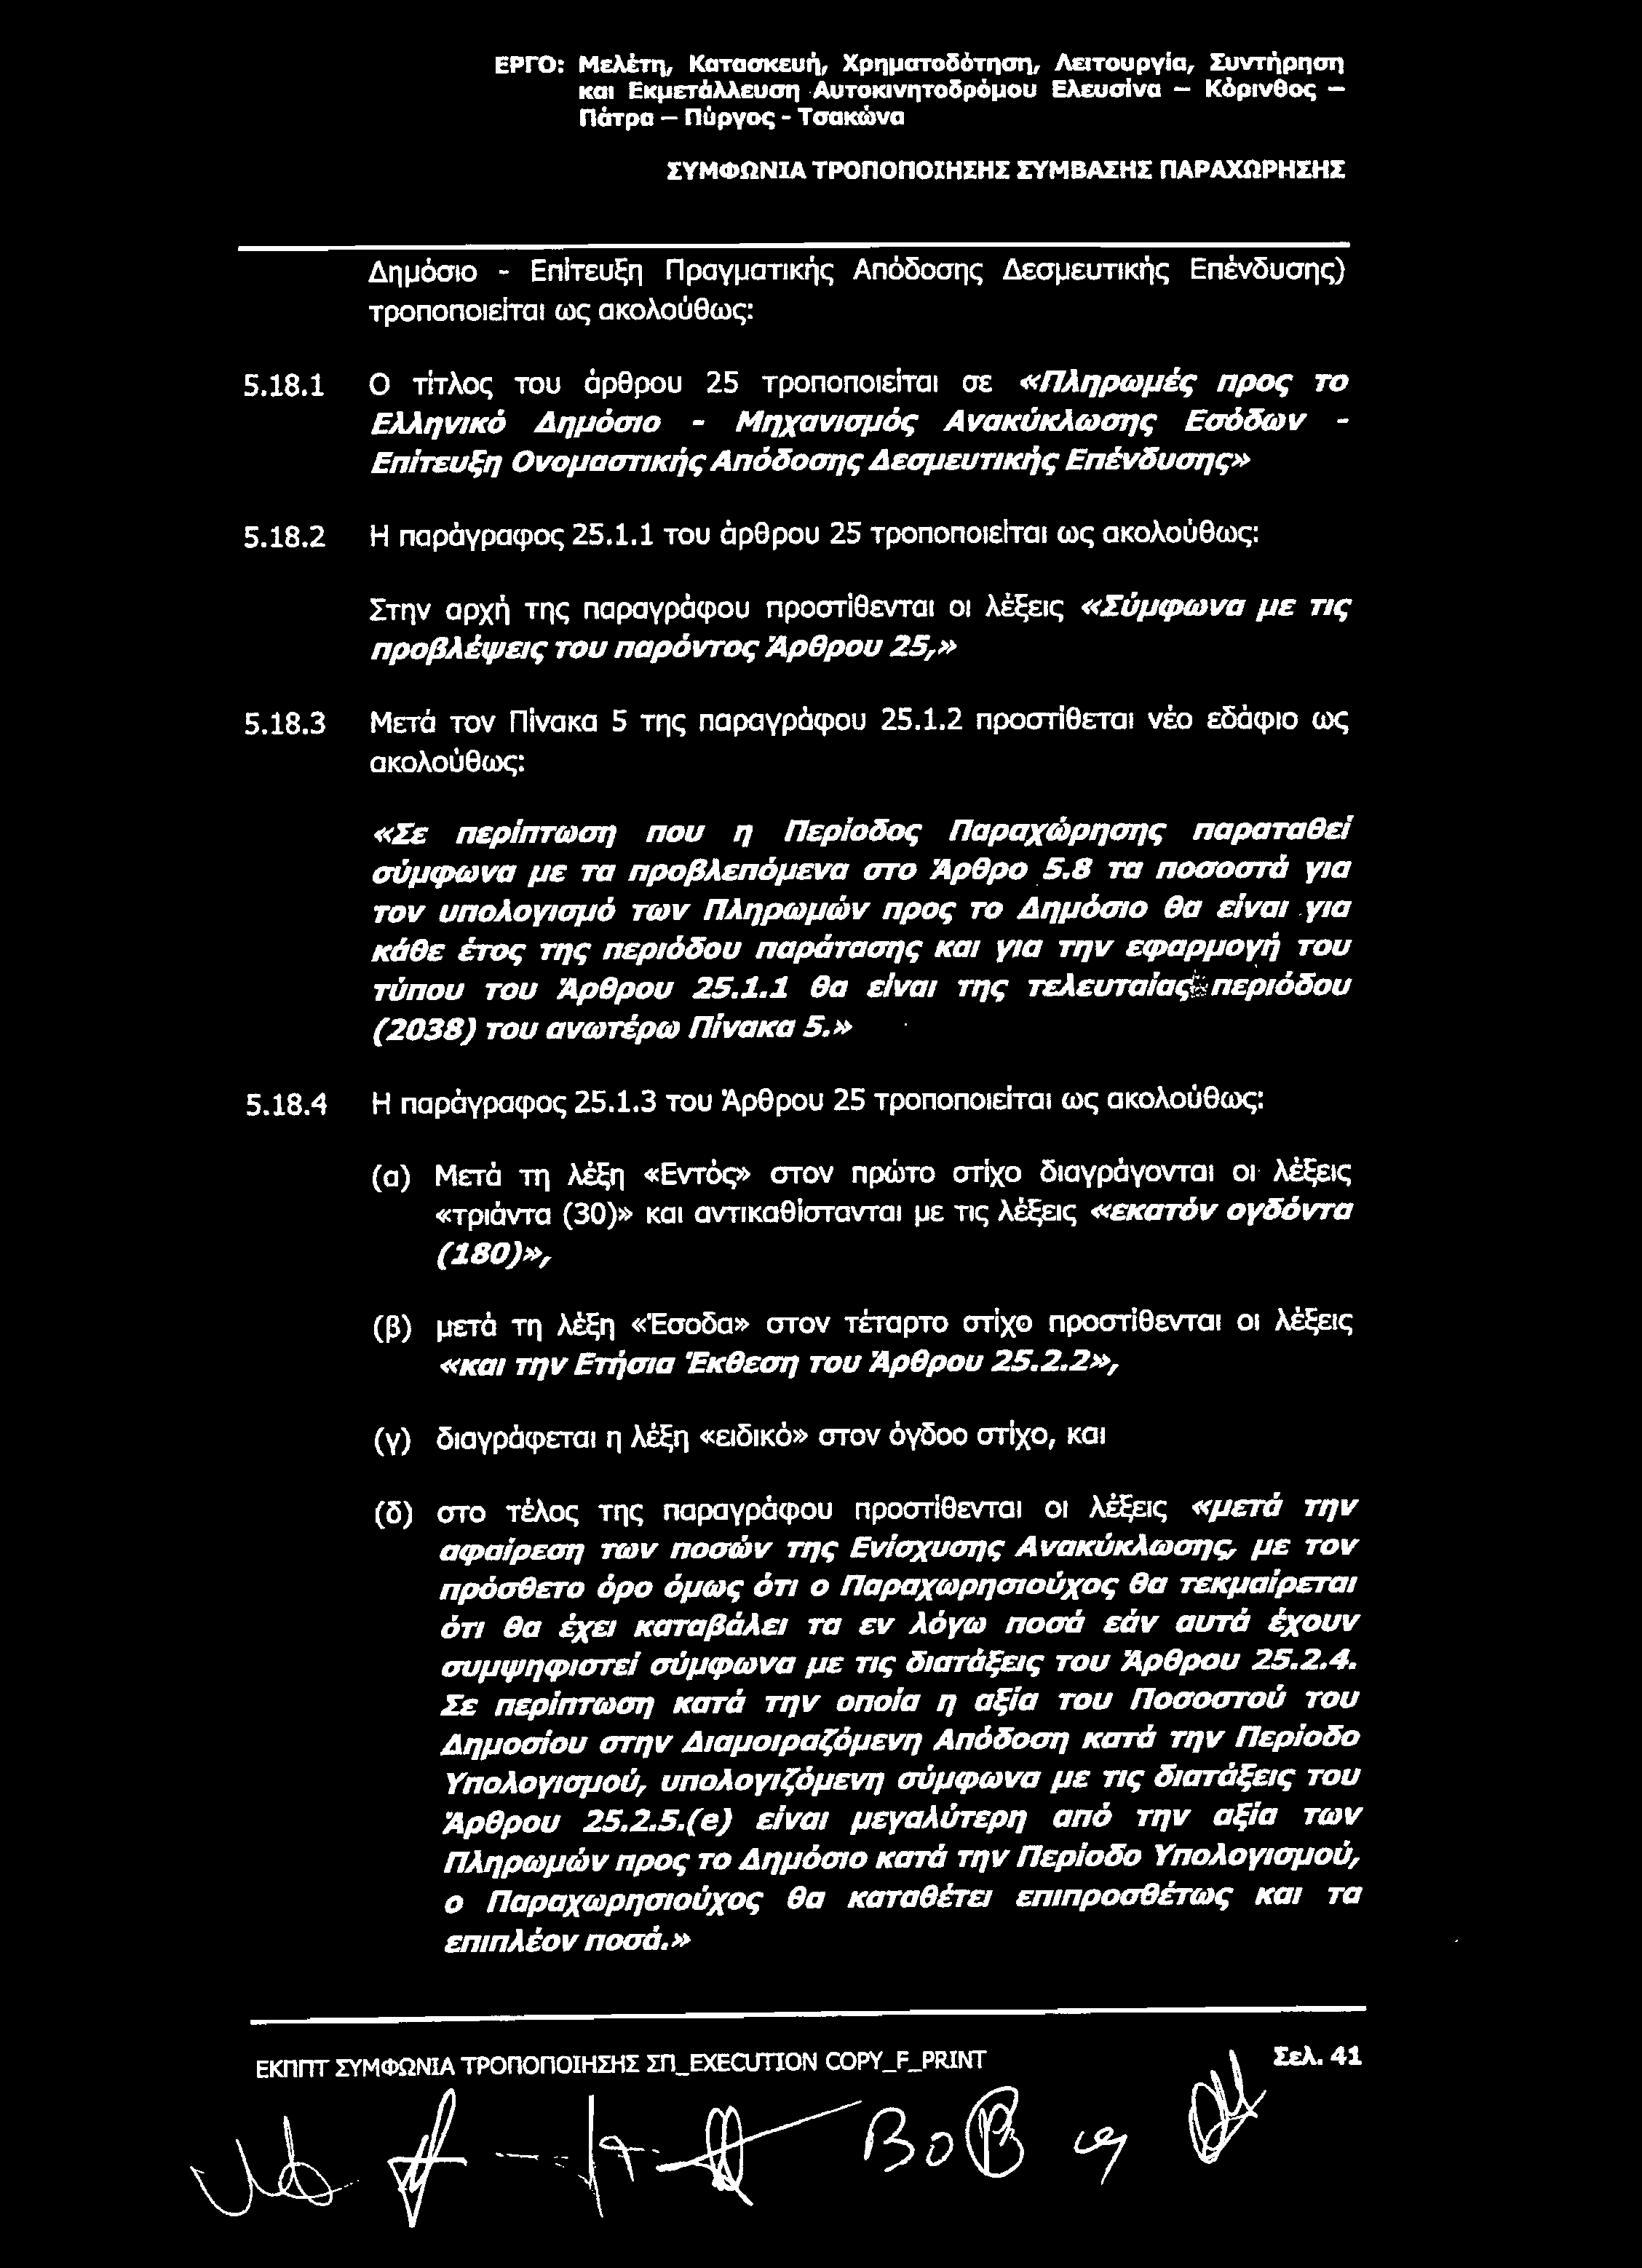 ΕΡΓΟ: Μελέτη, Κατασκευή, Χρηματοδότηση, Λειτουργία, Συντήρηση
και Εκμετάλλευση Αυτοκινητοδρόμου Ελευσίνα – Κόρινθος –
Πάτρα – Πύργος - Τσακώνα
ΣΥΜΦΩΝΙΑ ΤΡΟΠΟΠΟΙΗΣΗΣ ΣΥΜΒΑΣΗΣ ΠΑΡΑΧΩΡΗΣΗΣ
Δημόσιο - Επίτευξη Πραγματικής Απόδοσης Δεσμευτικής Επένδυσης)
τροποποιείται ως ακολούθως:
5.18.1 Ο τίτλος του άρθρου 25 τροποποιείται σε «Πληρωμές προς το
Ελληνικό Δημόσιο - Μηχανισμός Ανακύκλωσης Εσόδων -
Επίτευξη Ονομαστικής Απόδοσης Δεσμευτικής Επένδυσης»
5.18.2 Η παράγραφος 25.1.1 του άρθρου 25 τροποποιείται ως ακολούθως:
Στην αρχή της παραγράφου προστίθενται οι λέξεις «Σύμφωνα με τις
προβλέψεις του παρόντος Άρθρου 25,»
5.18.3 Μετά τον Πίνακα 5 της παραγράφου 25.1.2 προστίθεται νέο εδάφιο ως
ακολούθως:
«Σε περίπτωση που η Περίοδος Παραχώρησης παραταθεί
σύμφωνα με τα προβλεπόμενα στο Άρθρο 5.8 τα ποσοστά για
τον υπολογισμό των Πληρωμών προς το Δημόσιο θα είναι για
κάθε έτος της περιόδου παράτασης και για την εφαρμογή του
τύπου του Άρθρου 25.1.1 θα είναι της τελευταίας περιόδου
(2038) του ανωτέρω Πίνακα 5.»
5.18.4 Η παράγραφος 25.1.3 του Άρθρου 25 τροποποιείται ως ακολούθως:
(α) Μετά τη λέξη «Εντός» στον πρώτο στίχο διαγράγονται οι λέξεις
«τριάντα (30)» και αντικαθίστανται με τις λέξεις «εκατόν ογδόντα
(180)»,
(β) μετά τη λέξη «Έσοδα» στον τέταρτο στίχο προστίθενται οι λέξεις
«και την Ετήσια Έκθεση του Άρθρου 25.2.2»,
(γ) διαγράφεται η λέξη «ειδικό» στον όγδοο στίχο, και
(δ) στο τέλος της παραγράφου προστίθενται οι λέξεις «μετά την
αφαίρεση των ποσών της Ενίσχυσης Ανακύκλωσης, με τον
πρόσθετο όρο όμως ότι ο Παραχωρησιούχος θα τεκμαίρεται
ότι θα έχει καταβάλει τα εν λόγω ποσά εάν αυτά έχουν
συμψηφιστεί σύμφωνα με τις διατάξεις του Άρθρου 25.2.4.
Σε περίπτωση κατά την οποία η αξία του Ποσοστού του
Δημοσίου στην Διαμοιραζόμενη Απόδοση κατά την Περίοδο
Υπολογισμού, υπολογιζόμενη σύμφωνα με τις διατάξεις του
Άρθρου 25.2.5.(e) είναι μεγαλύτερη από την αξία των
Πληρωμών προς το Δημόσιο κατά την Περίοδο Υπολογισμού,
ο Παραχωρησιούχος θα καταθέτει επιπροσθέτως και τα
επιπλέον ποσά.»
ΕΚΠΠΤ ΣΥΜΦΩΝΙΑ ΤΡΟΠΟΠΟΙΗΣΗΣ ΣΠ_EXECUTION COPY_F_PRINT Σελ. 41